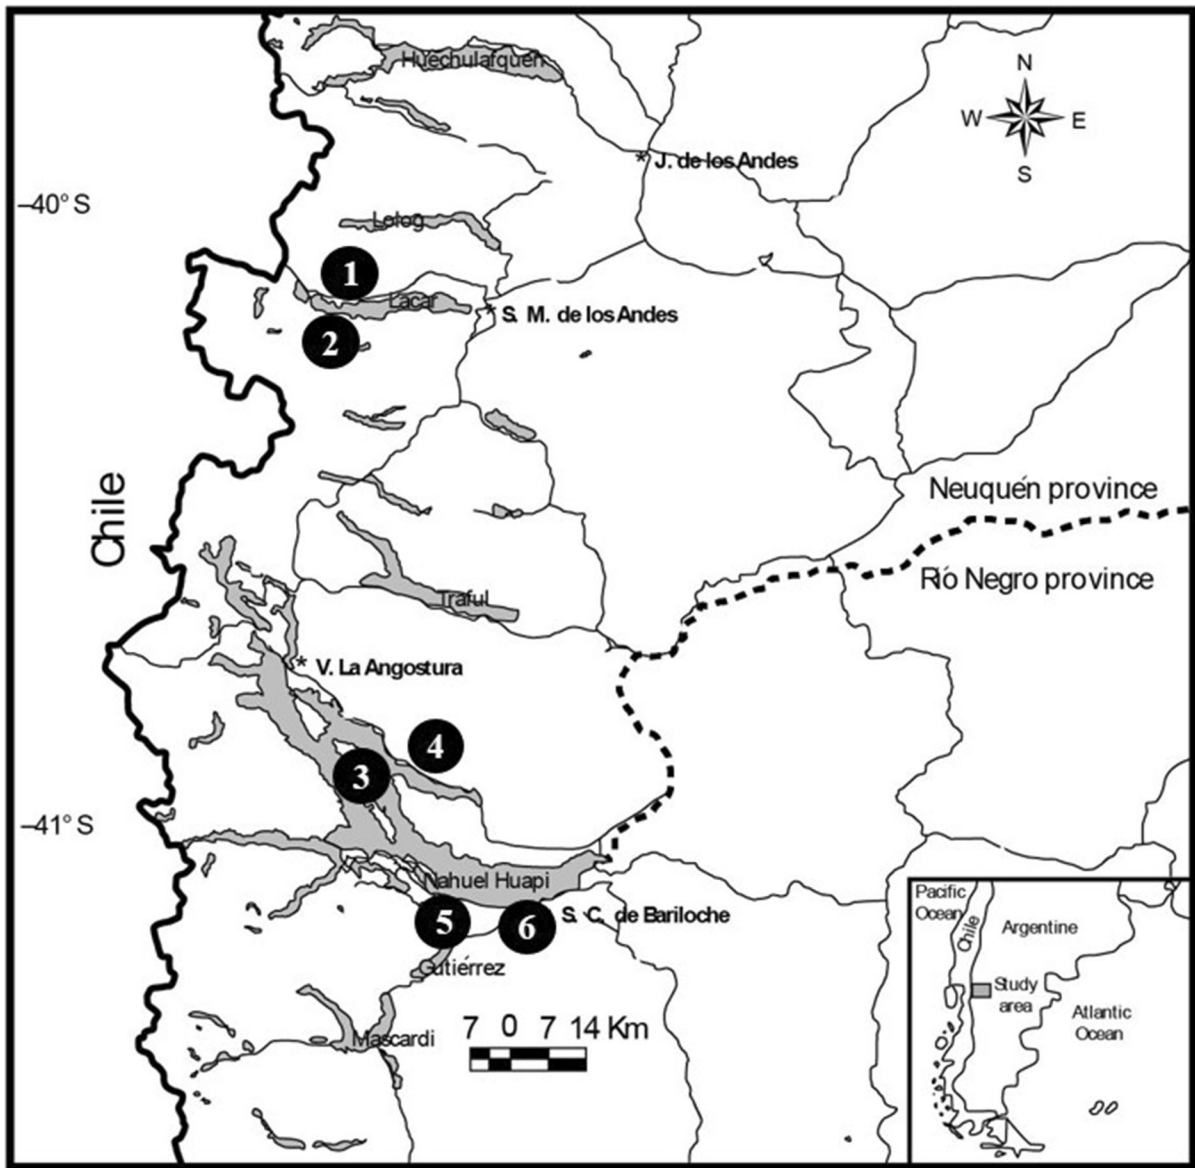 Huechulafquen
N
W
E
S
* J. de los Andes
–40° S
Lolog
1
Lacar
* S. M. de los Andes
2
Chile
Neuquén province
Río Negro province
Traful
* V. La Angostura
4
3
–41° S
Nahuel Huapi
5
6
S. C. de Bariloche
Gutiérrez
Mascardi
7 0 7 14 Km
Pacific
Ocean
Chile
Argentine
Study
area
Atlantic
Ocean